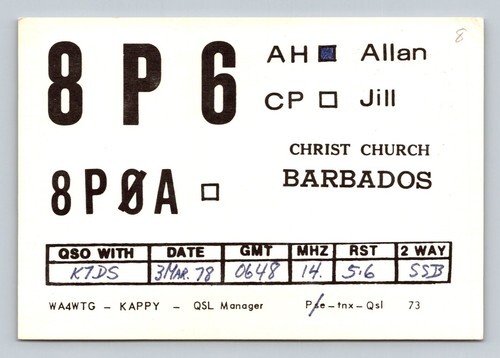 8
8P6 AH Allan
CP Jill
CHRIST CHURCH
8PØA BARBADOS
QSO WITH DATE GMT MHZ RST 2 WAY
K7DS 3 MAR. 78 0648 14. 5·6 SSB
WA4WTG - KAPPY - QSL Manager Pse-tnx-Qsl 73